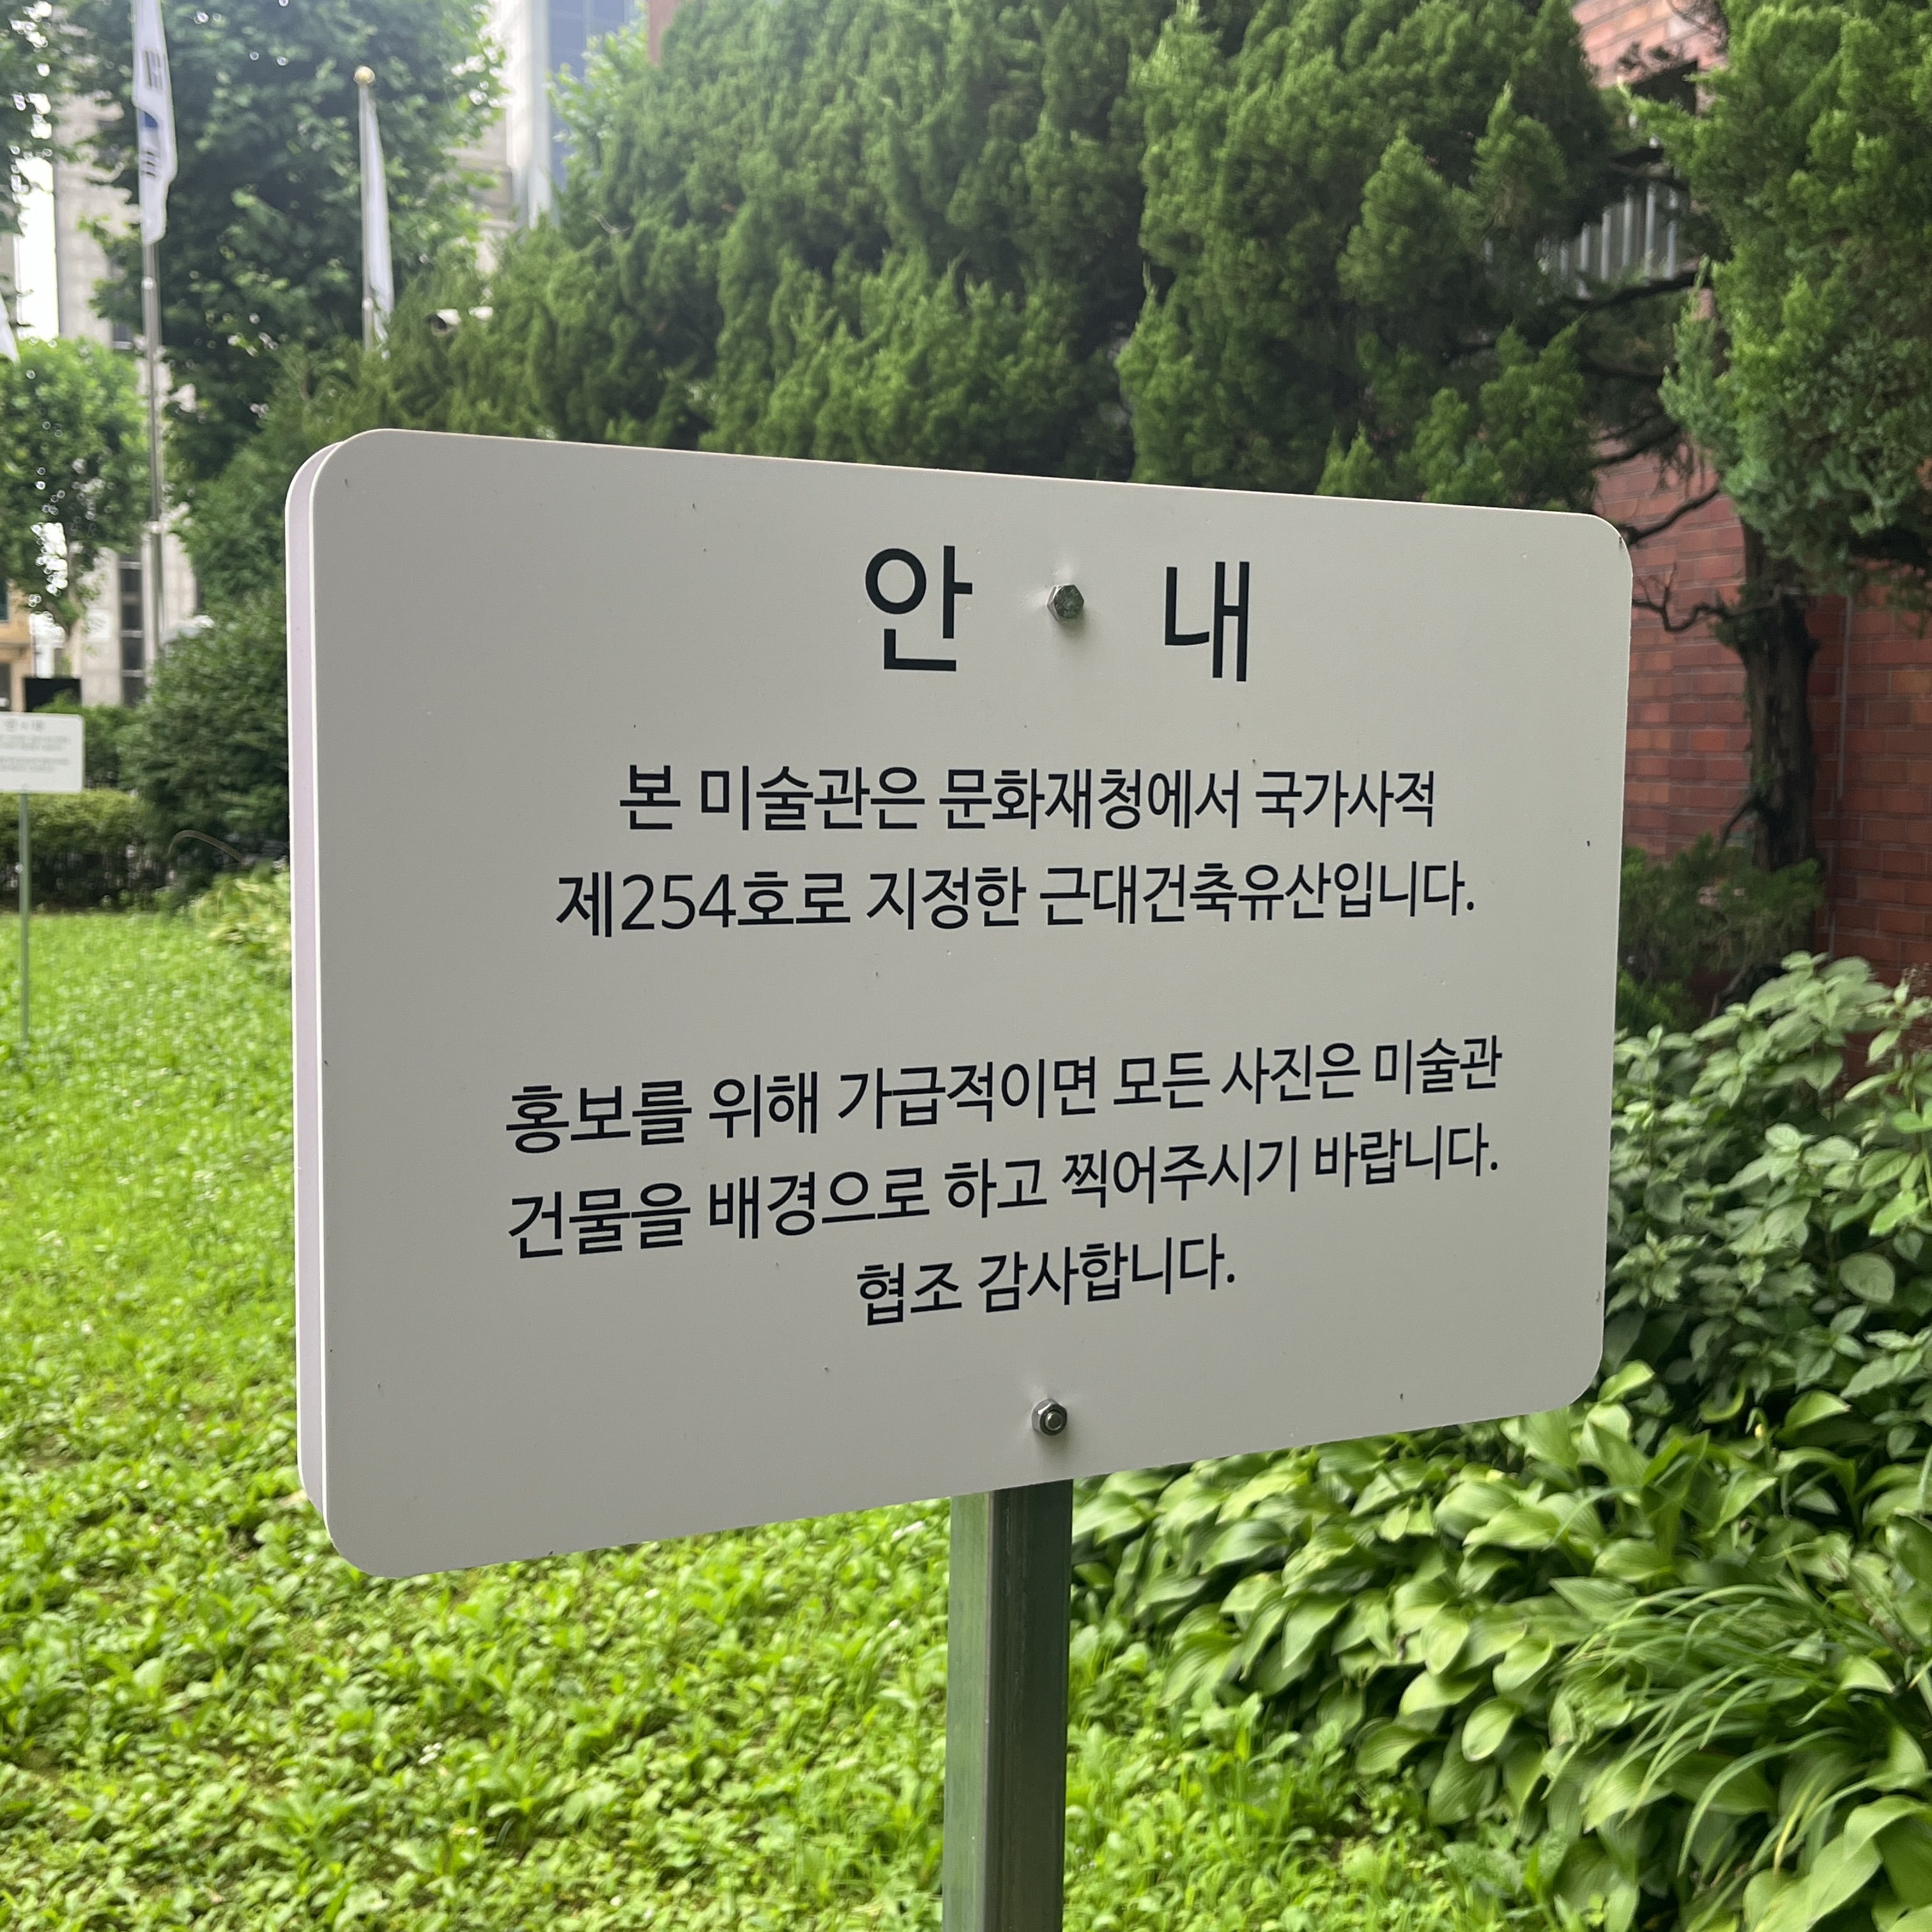 안 내
본 미술관은 문화재청에서 국가사적
제254호로 지정한 근대건축유산입니다.
홍보를 위해 가급적이면 모든 사진은 미술관
건물을 배경으로 하고 찍어주시기 바랍니다.
협조 감사합니다.